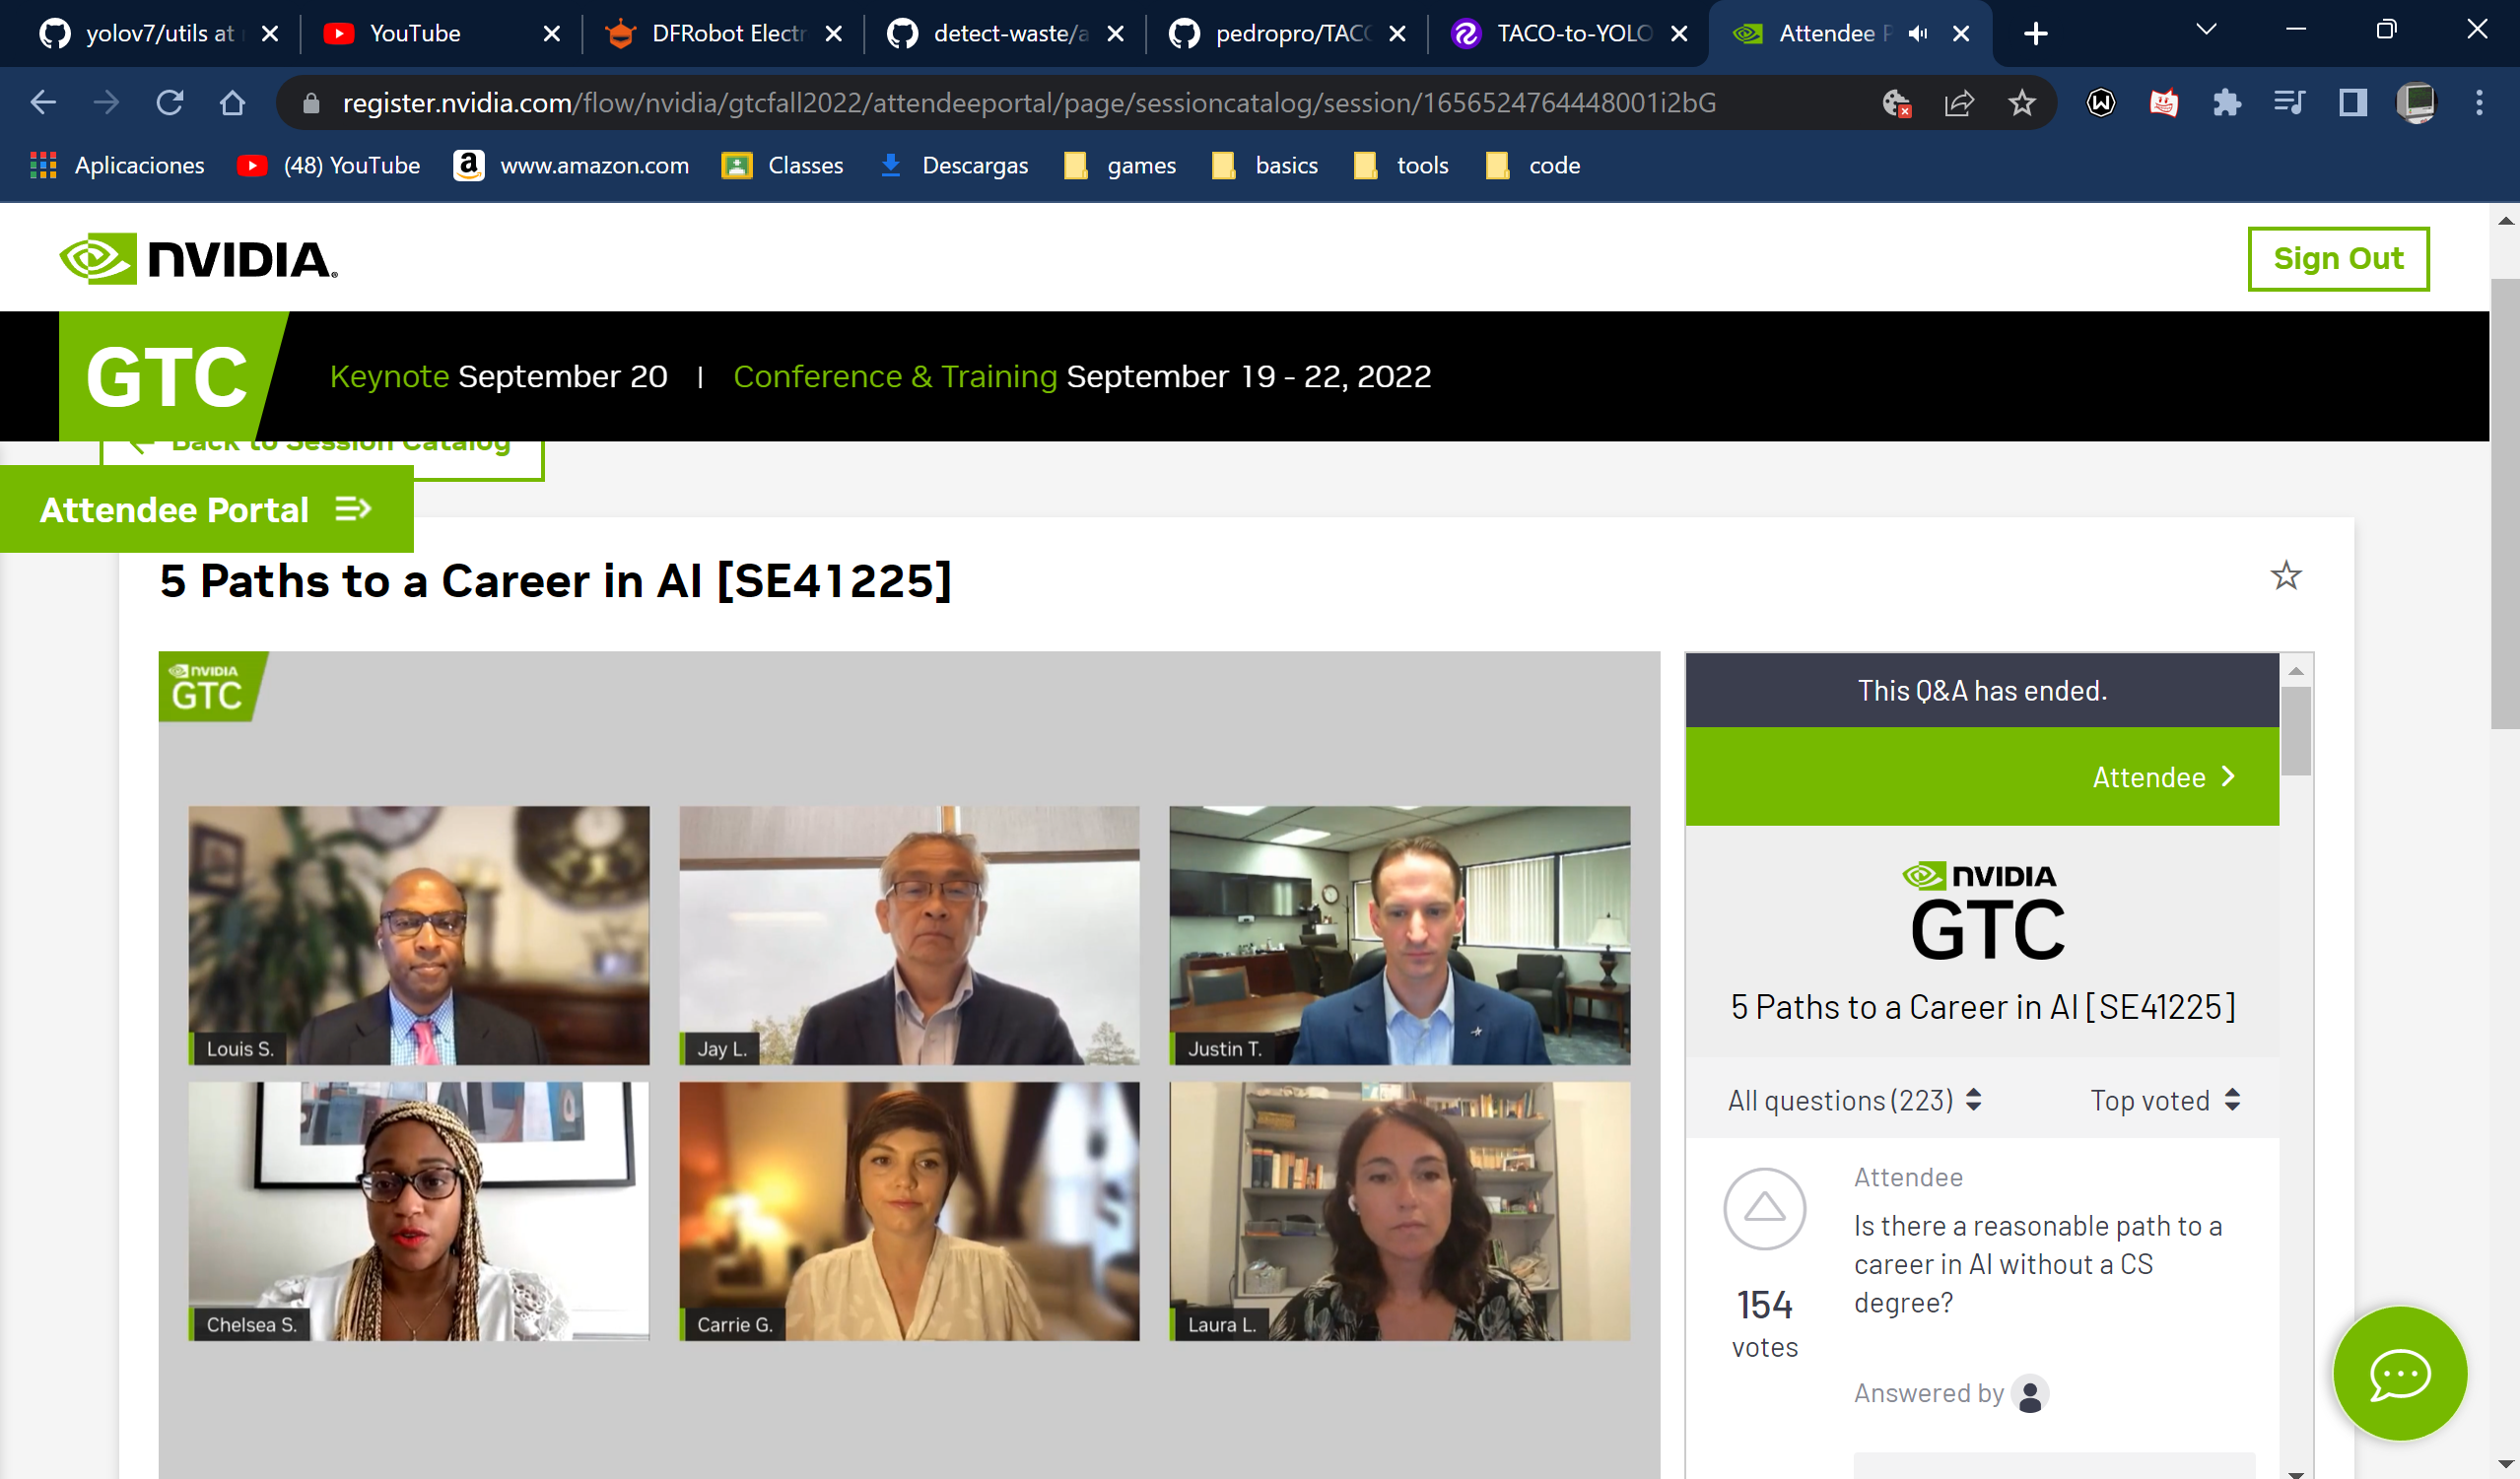 yolov7/utils at
YouTube
DFRobot Electr
detect-waste/a
pedropro/TACC
TACO-to-YOLO
Attendee P
register.nvidia.com/flow/nvidia/gtcfall2022/attendeeportal/page/sessioncatalog/session/1656524764448001i2bG
Aplicaciones
(48) YouTube
www.amazon.com
Classes
Descargas
games
basics
tools
code
NVIDIA.
Sign Out
GTC
Keynote September 20 | Conference & Training September 19 - 22, 2022
Back to Session Catalog
Attendee Portal
5 Paths to a Career in AI [SE41225]
NVIDIA
GTC
Louis S.
Jay L.
Justin T.
Chelsea S.
Carrie G.
Laura L.
This Q&A has ended.
Attendee
NVIDIA
GTC
5 Paths to a Career in AI [SE41225]
All questions (223)
Top voted
Attendee
Is there a reasonable path to a
career in AI without a CS
degree?
154
votes
Answered by